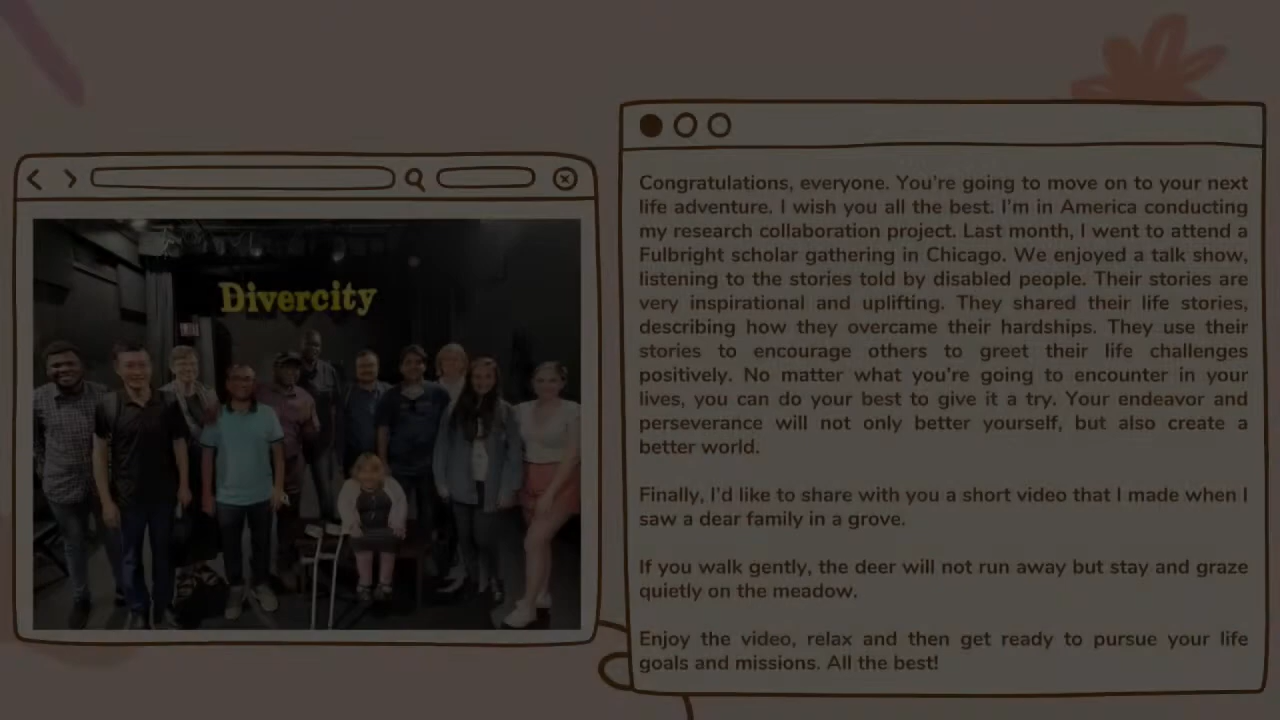 Divercity
Congratulations, everyone. You're going to move on to your next
life adventure. I wish you all the best. I'm in America conducting
my research collaboration project. Last month, I went to attend a
Fulbright scholar gathering in Chicago. We enjoyed a talk show,
listening to the stories told by disabled people. Their stories are
very inspirational and uplifting. They shared their life stories,
describing how they overcame their hardships. They use their
stories to encourage others to greet their life challenges
positively. No matter what you're going to encounter in your
lives, you can do your best to give it a try. Your endeavor and
perseverance will not only better yourself, but also create a
better world.
Finally, I'd like to share with you a short video that I made when I
saw a dear family in a grove.
If you walk gently, the deer will not run away but stay and graze
quietly on the meadow.
Enjoy the video, relax and then get ready to pursue your life
goals and missions. All the best!